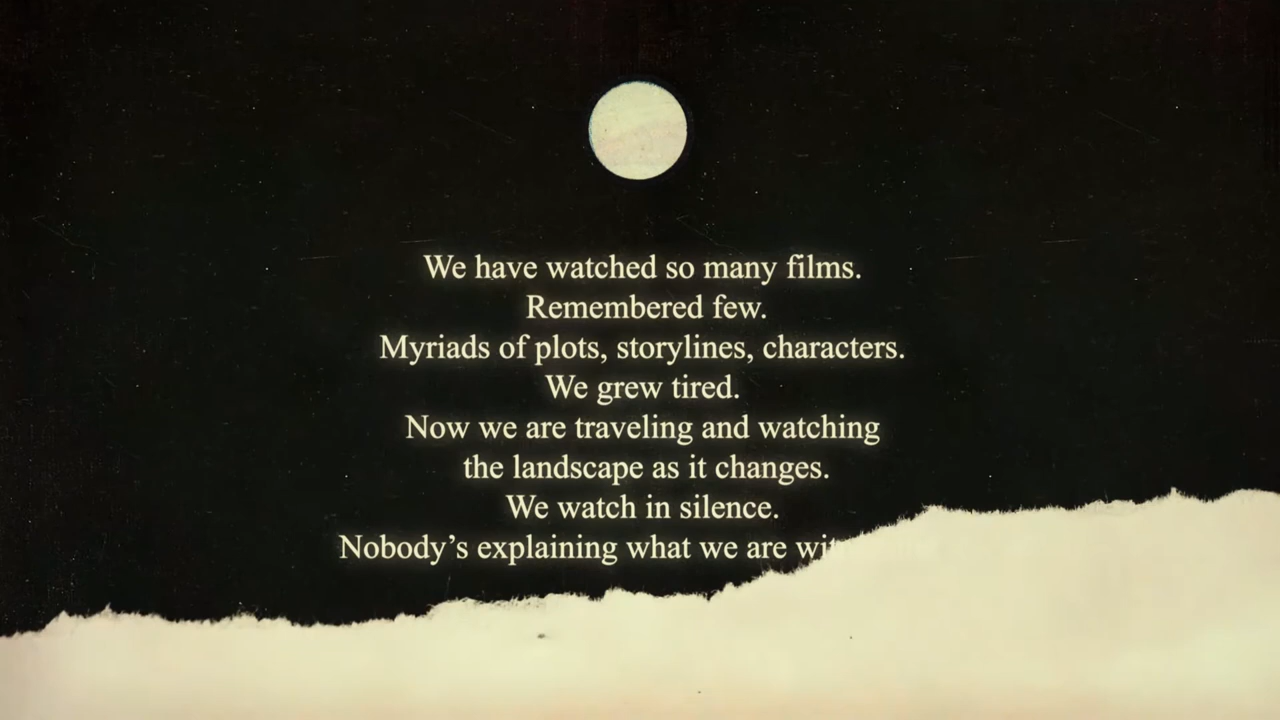 We have watched so many films.
Remembered few.
Myriads of plots, storylines, characters.
We grew tired.
Now we are traveling and watching
the landscape as it changes.
We watch in silence.
Nobody’s explaining what we are